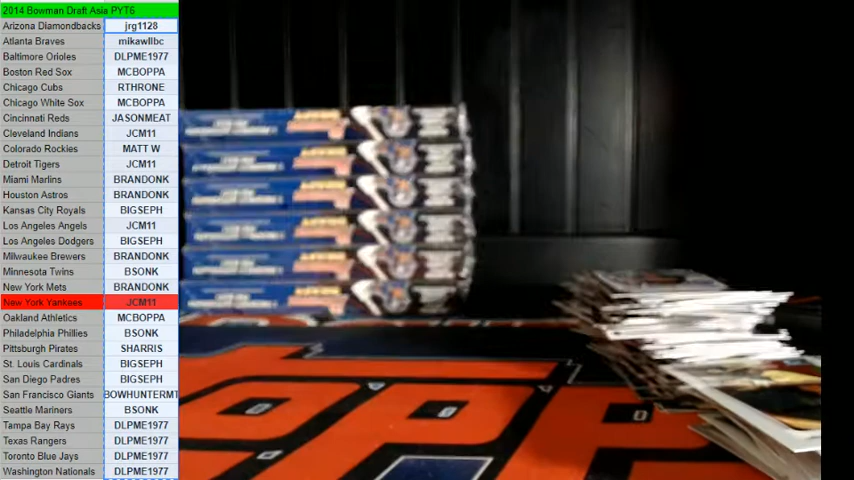 2014 Bowman Draft Asia PYT6
Arizona Diamondbacks jrg1128
Atlanta Braves mikawllbc
Baltimore Orioles DLPME1977
Boston Red Sox MCBOPPA
Chicago Cubs RTHRONE
Chicago White Sox MCBOPPA
Cincinnati Reds JASONMEAT
Cleveland Indians JCM11
Colorado Rockies MATT W
Detroit Tigers JCM11
Miami Marlins BRANDONK
Houston Astros BRANDONK
Kansas City Royals BIGSEPH
Los Angeles Angels JCM11
Los Angeles Dodgers BIGSEPH
Milwaukee Brewers BRANDONK
Minnesota Twins BSONK
New York Mets BRANDONK
New York Yankees JCM11
Oakland Athletics MCBOPPA
Philadelphia Phillies BSONK
Pittsburgh Pirates SHARRIS
St. Louis Cardinals BIGSEPH
San Diego Padres BIGSEPH
San Francisco Giants BOWHUNTERMT
Seattle Mariners BSONK
Tampa Bay Rays DLPME1977
Texas Rangers DLPME1977
Toronto Blue Jays DLPME1977
Washington Nationals DLPME1977